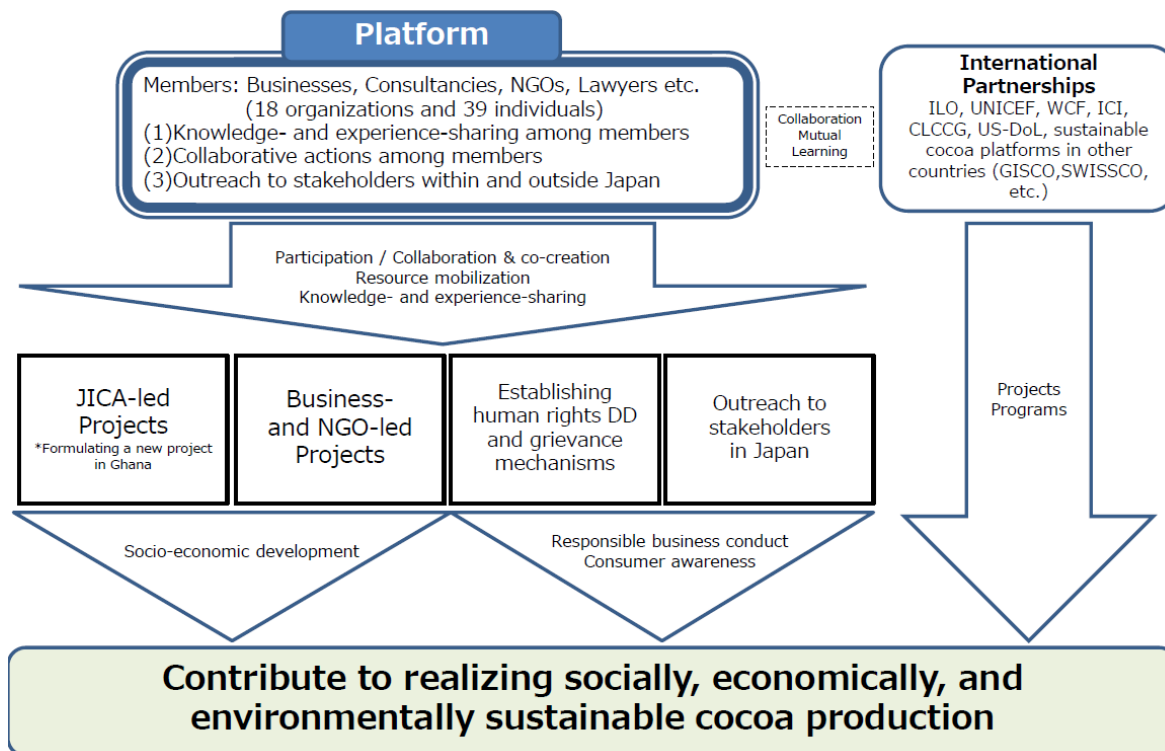 Platform
Members: Businesses, Consultancies, NGOs, Lawyers etc.
(18 organizations and 39 individuals)
(1)Knowledge- and experience-sharing among members
(2)Collaborative actions among members
(3)Outreach to stakeholders within and outside Japan
Collaboration
Mutual
Learning
International
Partnerships
ILO, UNICEF, WCF, ICI,
CLCCG, US-DoL, sustainable
cocoa platforms in other
countries (GISCO,SWISSCO,
etc.)
Participation / Collaboration & co-creation
Resource mobilization
Knowledge- and experience-sharing
JICA-led
Projects
*Formulating a new project
in Ghana
Business-
and NGO-led
Projects
Establishing
human rights DD
and grievance
mechanisms
Outreach to
stakeholders
in Japan
Projects
Programs
Socio-economic development
Responsible business conduct
Consumer awareness
Contribute to realizing socially, economically, and
environmentally sustainable cocoa production